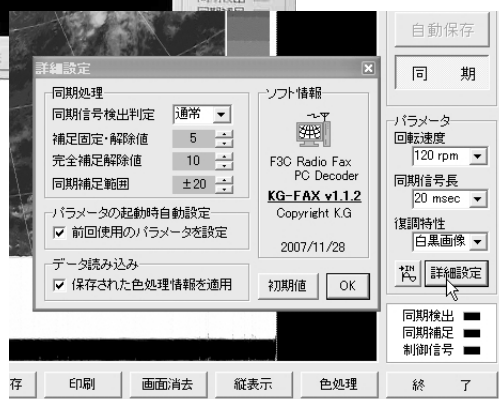 自動保存
同 期
パラメータ
回転速度
120 rpm
同期信号長
20 msec
復調特性
白黒画像
詳細設定
同期検出
同期補足
制御信号
詳細設定
同期処理
同期信号検出判定 通常
補足固定・解除値 5
完全補足解除値 10
同期補足範囲 ±20
パラメータの起動時自動設定
前回使用のパラメータを設定
データ読み込み
保存された色処理情報を適用
ソフト情報
F3C Radio Fax
PC Decoder
KG-FAX v1.1.2
Copyright K.G
2007/11/28
初期値 OK
存 印刷 画面消去 縦表示 色処理 終 了